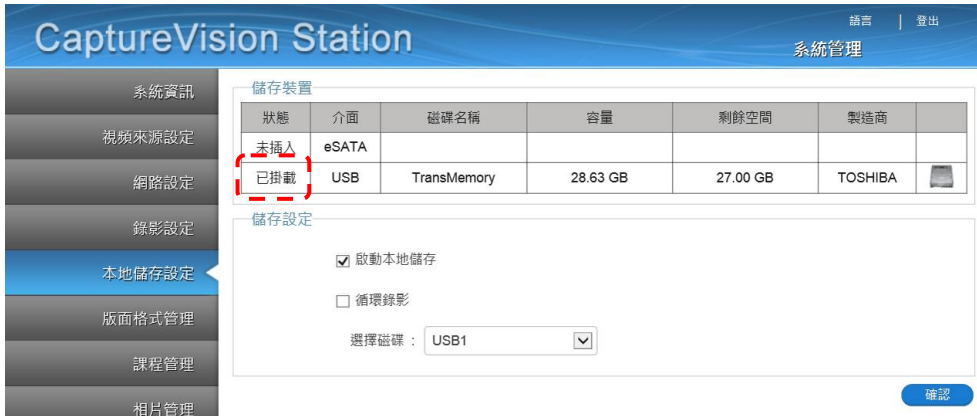 CaptureVision Station
語言 | 登出
系統管理
系統資訊
視頻來源設定
網路設定
錄影設定
本地儲存設定
版面格式管理
課程管理
相片管理
儲存裝置
狀態 介面 磁碟名稱 容量 剩餘空間 製造商
未插入 eSATA
已掛載 USB TransMemory 28.63 GB 27.00 GB TOSHIBA
儲存設定
啟動本地儲存
循環錄影
選擇磁碟 : USB1
確認